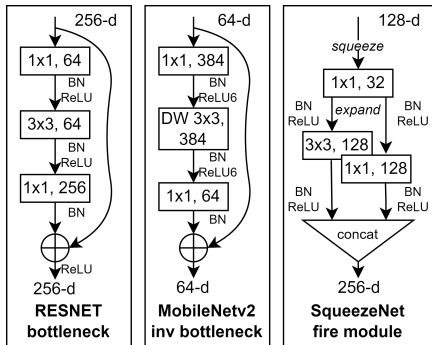 256-d
1x1, 64
BN
ReLU
3x3, 64
BN
ReLU
1x1, 256
BN
ReLU
256-d
RESNET
bottleneck
64-d
1x1, 384
BN
ReLU6
DW 3x3,
384
BN
ReLU6
1x1, 64
BN
64-d
MobileNetv2
inv bottleneck
128-d
squeeze
1x1, 32
BN
ReLU
expand
BN
ReLU
3x3, 128
1x1, 128
BN
ReLU
BN
ReLU
concat
256-d
SqueezeNet
fire module